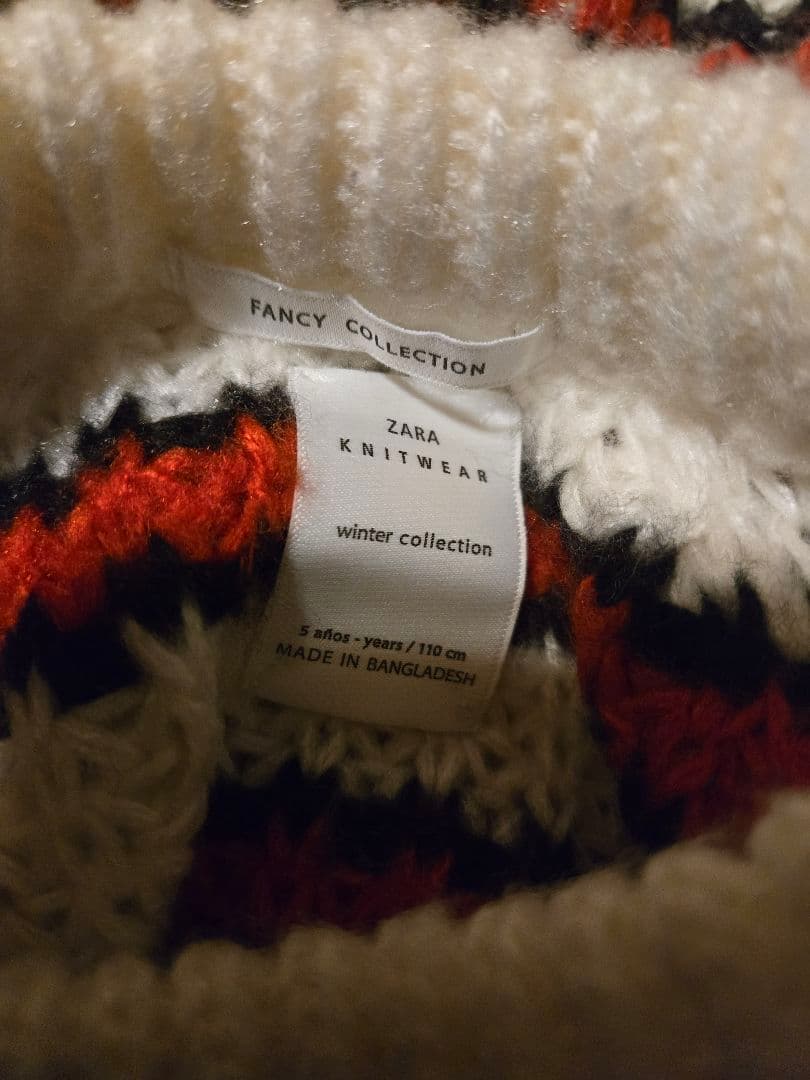 FANCY COLLECTION
ZARA
KNITWEAR
winter collection
5 años - years / 110 cm
MADE IN BANGLADESH